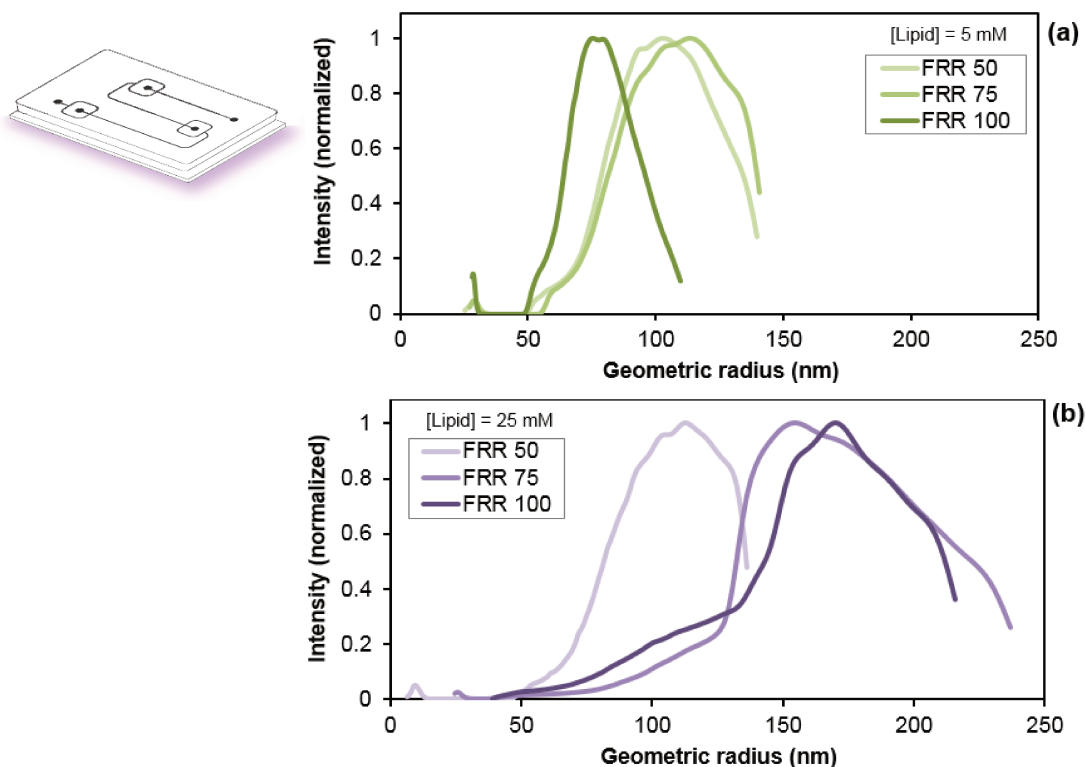 (a)
[Lipid] = 5 mM
FRR 50
FRR 75
FRR 100
Intensity (normalized)
1
0.8
0.6
0.4
0.2
0
0 50 100 150 200 250
Geometric radius (nm)
(b)
[Lipid] = 25 mM
FRR 50
FRR 75
FRR 100
Intensity (normalized)
1
0.8
0.6
0.4
0.2
0
0 50 100 150 200 250
Geometric radius (nm)